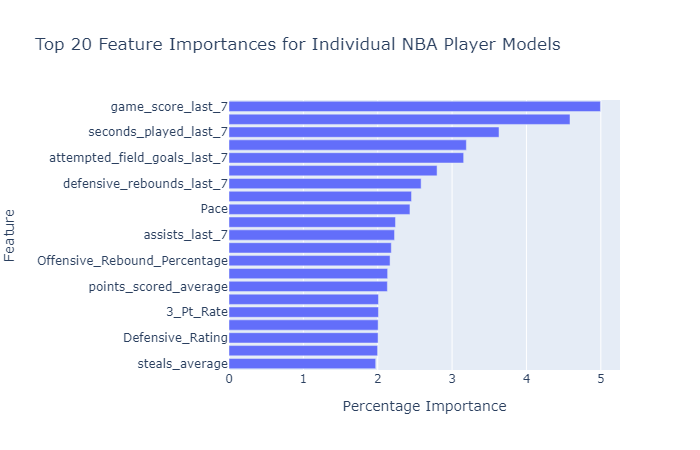 Top 20 Feature Importances for Individual NBA Player Models
game_score_last_7
seconds_played_last_7
attempted_field_goals_last_7
defensive_rebounds_last_7
Pace
assists_last_7
Offensive_Rebound_Percentage
points_scored_average
3_Pt_Rate
Defensive_Rating
steals_average
Feature
0 1 2 3 4 5
Percentage Importance